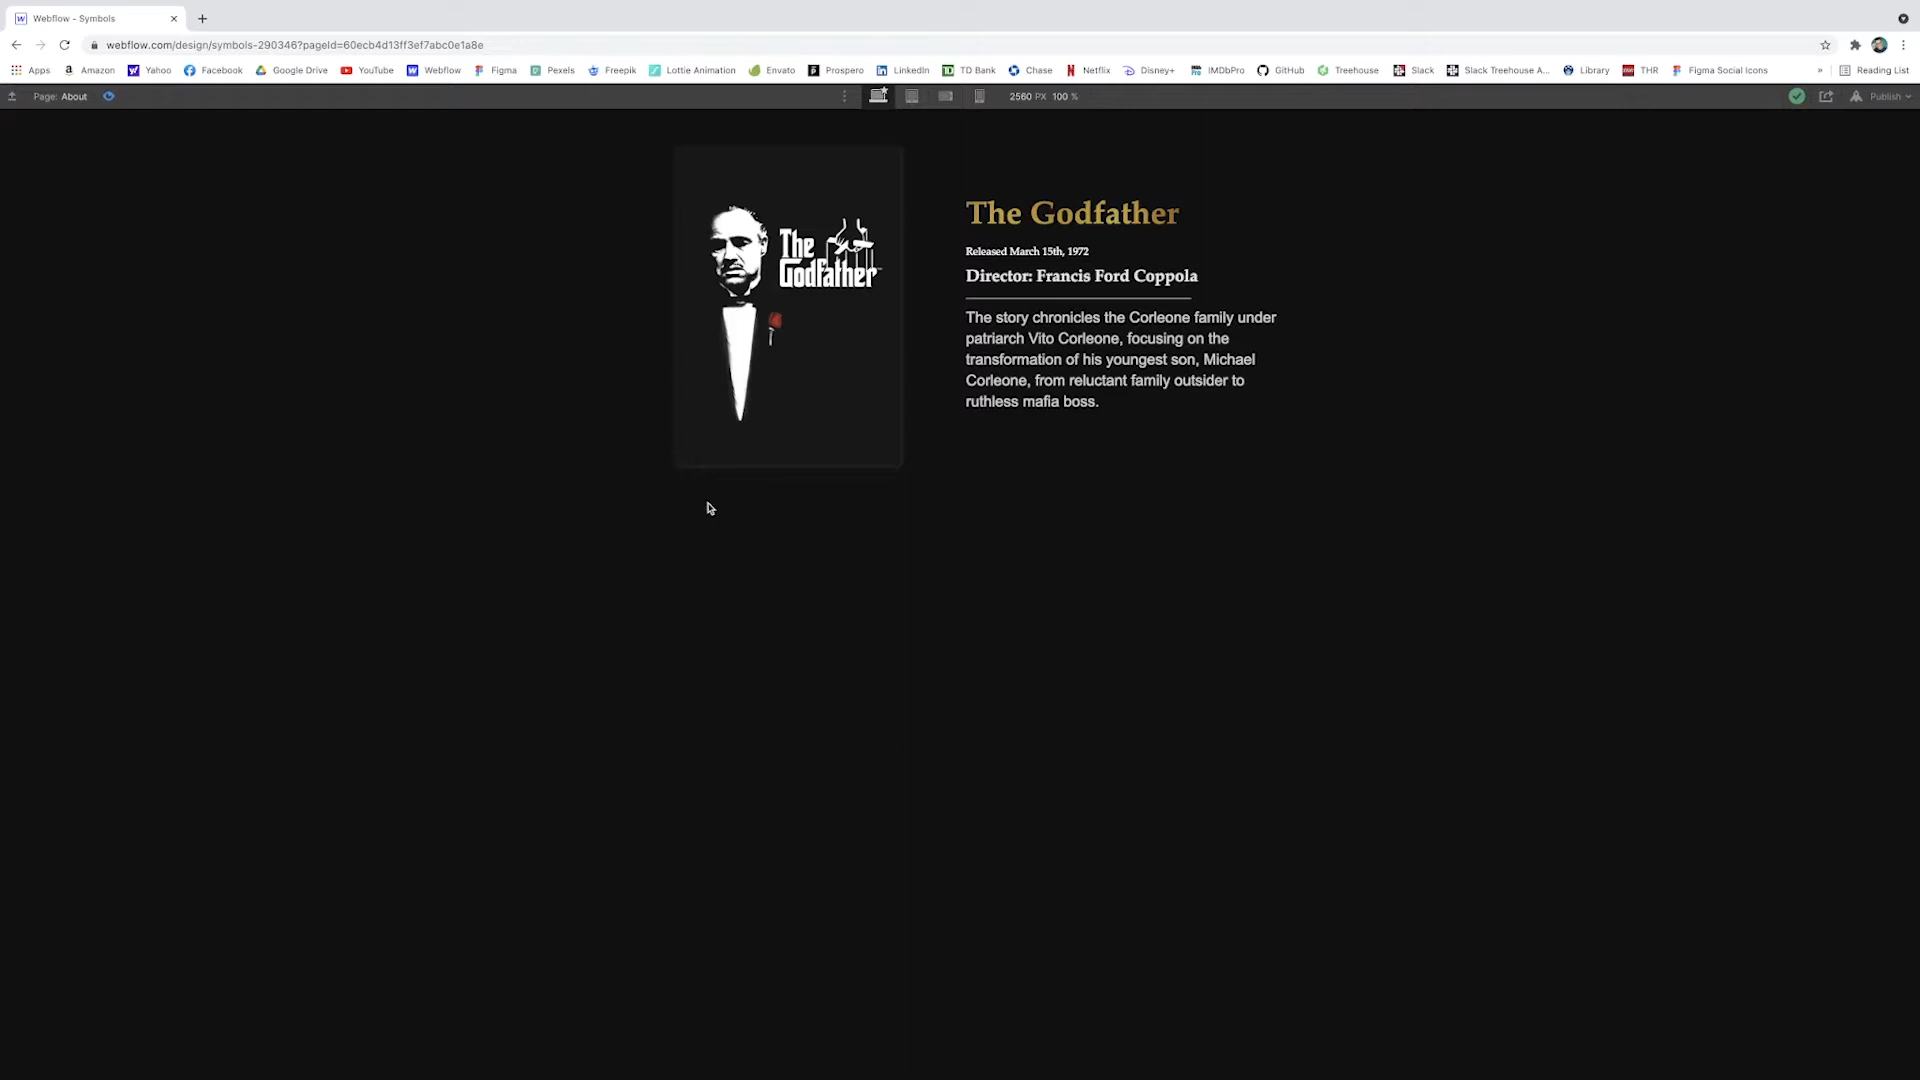 Webflow - Symbols
webflow.com/design/symbols-290346?pageId=60ecb4d13ff3ef7abc0e1a8e
Apps Amazon Yahoo Facebook Google Drive YouTube Webflow Figma Pexels Freepik Lottie Animation Envato Prospero LinkedIn TD Bank Chase Netflix Disney+ IMDbPro GitHub Treehouse Slack Slack Treehouse A... Library THR Figma Social Icons » Reading List
Page: About 2560 PX 100 % Publish
The
Godfather
The Godfather
Released March 15th, 1972
Director: Francis Ford Coppola
The story chronicles the Corleone family under
patriarch Vito Corleone, focusing on the
transformation of his youngest son, Michael
Corleone, from reluctant family outsider to
ruthless mafia boss.